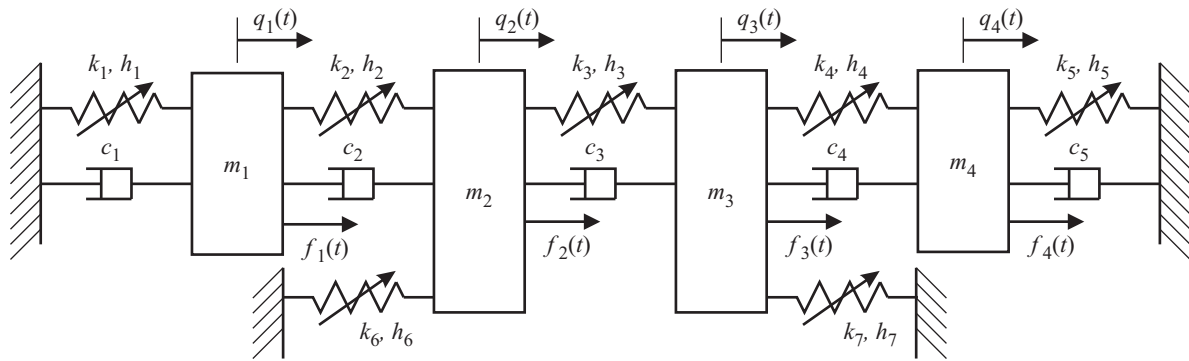 q1(t) q2(t) q3(t) q4(t)
k1, h1 k2, h2 k3, h3 k4, h4 k5, h5
c1 c2 c3 c4 c5
m1 m2 m3 m4
f1(t) f2(t) f3(t) f4(t)
k6, h6 k7, h7